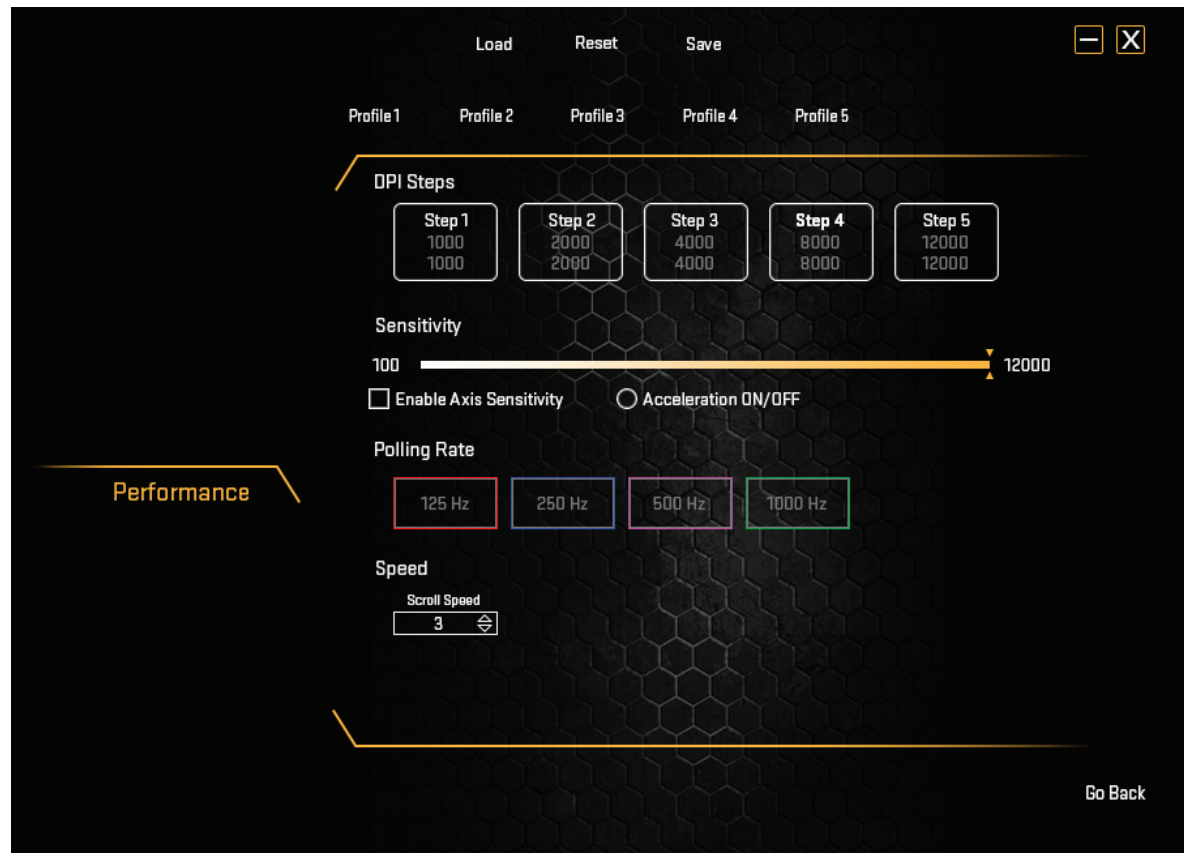 Load Reset Save
X
Profile 1 Profile 2 Profile 3 Profile 4 Profile 5
DPI Steps
Step 1 Step 2 Step 3 Step 4 Step 5
1000 2000 4000 8000 12000
1000 2000 4000 8000 12000
Sensitivity
100 12000
Enable Axis Sensitivity Acceleration ON/OFF
Polling Rate
Performance
125 Hz 250 Hz 500 Hz 1000 Hz
Speed
Scroll Speed
3
Go Back